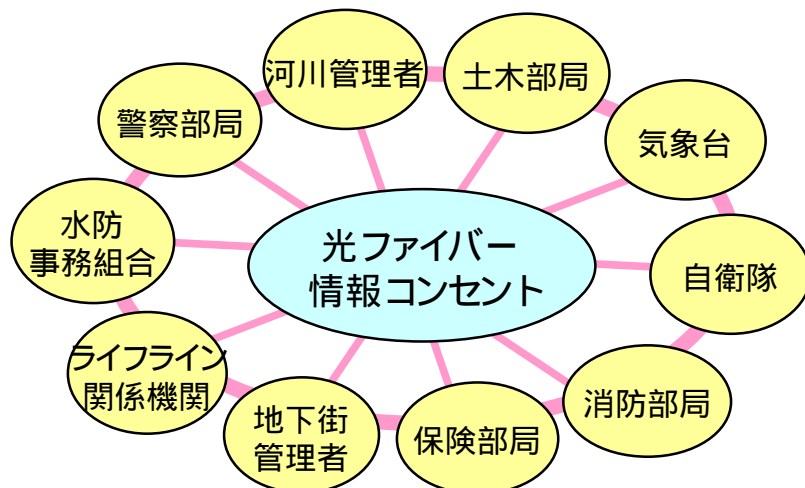 河川管理者
土木部局
警察部局
気象台
水防
事務組合
光ファイバー
情報コンセント
自衛隊
ライフライン
関係機関
消防部局
地下街
管理者
保険部局